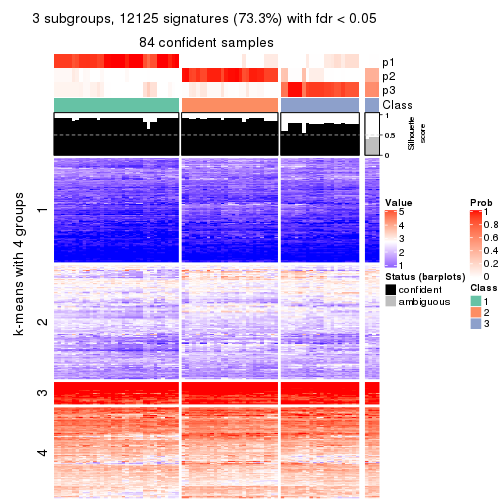 3 subgroups, 12125 signatures (73.3%) with fdr < 0.05
84 confident samples
p1
p2
p3
Class
1
0.5
0
Silhouette
score
k-means with 4 groups
1
2
3
4
Value
5
4
3
2
1
Status (barplots)
confident
ambiguous
Prob
1
0.8
0.6
0.4
0.2
0
Class
1
2
3